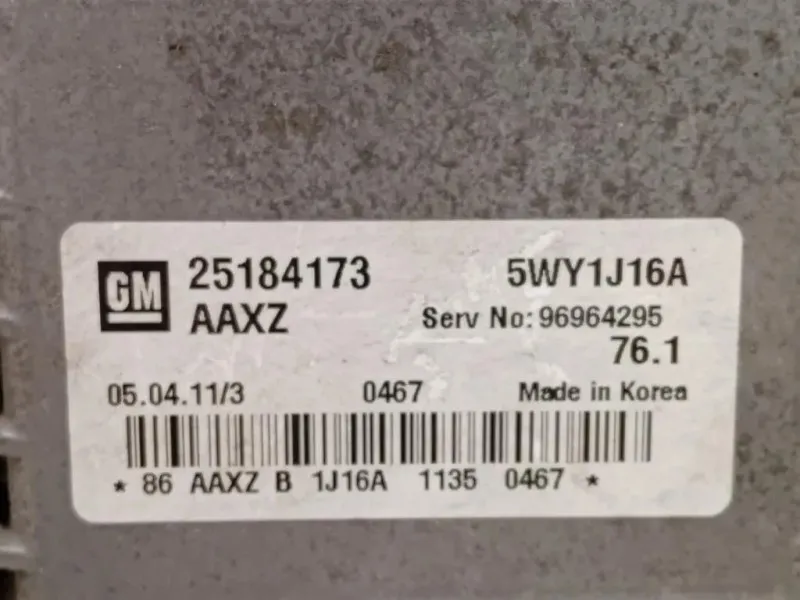 GM 25184173 5WY1J16A
AAXZ Serv No: 96964295
76.1
05.04.11/3 0467 Made in Korea
* 86 AAXZ B 1J16A 1135 0467 *